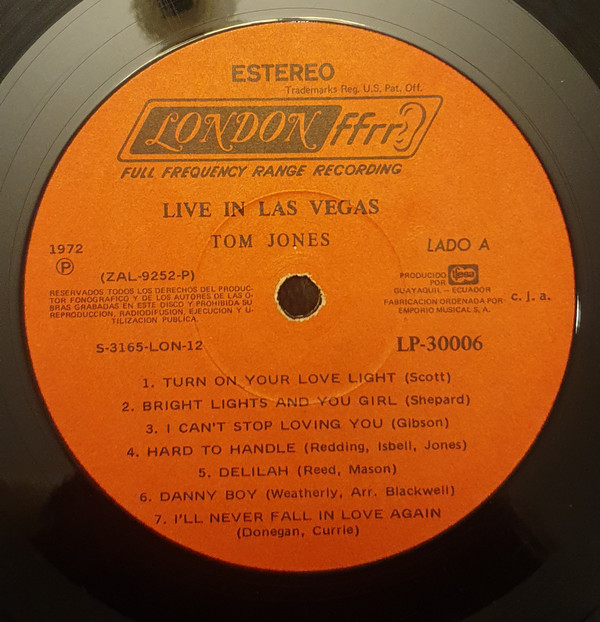 ESTEREO
Trademarks Reg. U.S. Pat. Off.
LONDON ffrr
FULL FREQUENCY RANGE RECORDING
LIVE IN LAS VEGAS
TOM JONES
LADO A
1972
P
(ZAL-9252-P)
RESERVADOS TODOS LOS DERECHOS DEL PRODUC-
TOR FONOGRAFICO Y DE LOS AUTORES DE LAS O-
BRAS GRABADAS EN ESTE DISCO Y PROHIBIDA SU
REPRODUCCION, RADIODIFUSION, EJECUCION Y U-
TILIZACION PUBLICA.
PRODUCIDO
POR
GUAYAQUIL - ECUADOR
FABRICACION ORDENADA POR
EMPORIO MUSICAL S, A.
c. j. a.
S-3165-LON-12
LP-30006
1. TURN ON YOUR LOVE LIGHT (Scott)
2. BRIGHT LIGHTS AND YOU GIRL (Shepard)
3. I CAN'T STOP LOVING YOU (Gibson)
4. HARD TO HANDLE (Redding, Isbell, Jones)
5. DELILAH (Reed, Mason)
6. DANNY BOY (Weatherly, Arr. Blackwell)
7. I'LL NEVER FALL IN LOVE AGAIN
(Donegan, Currie)